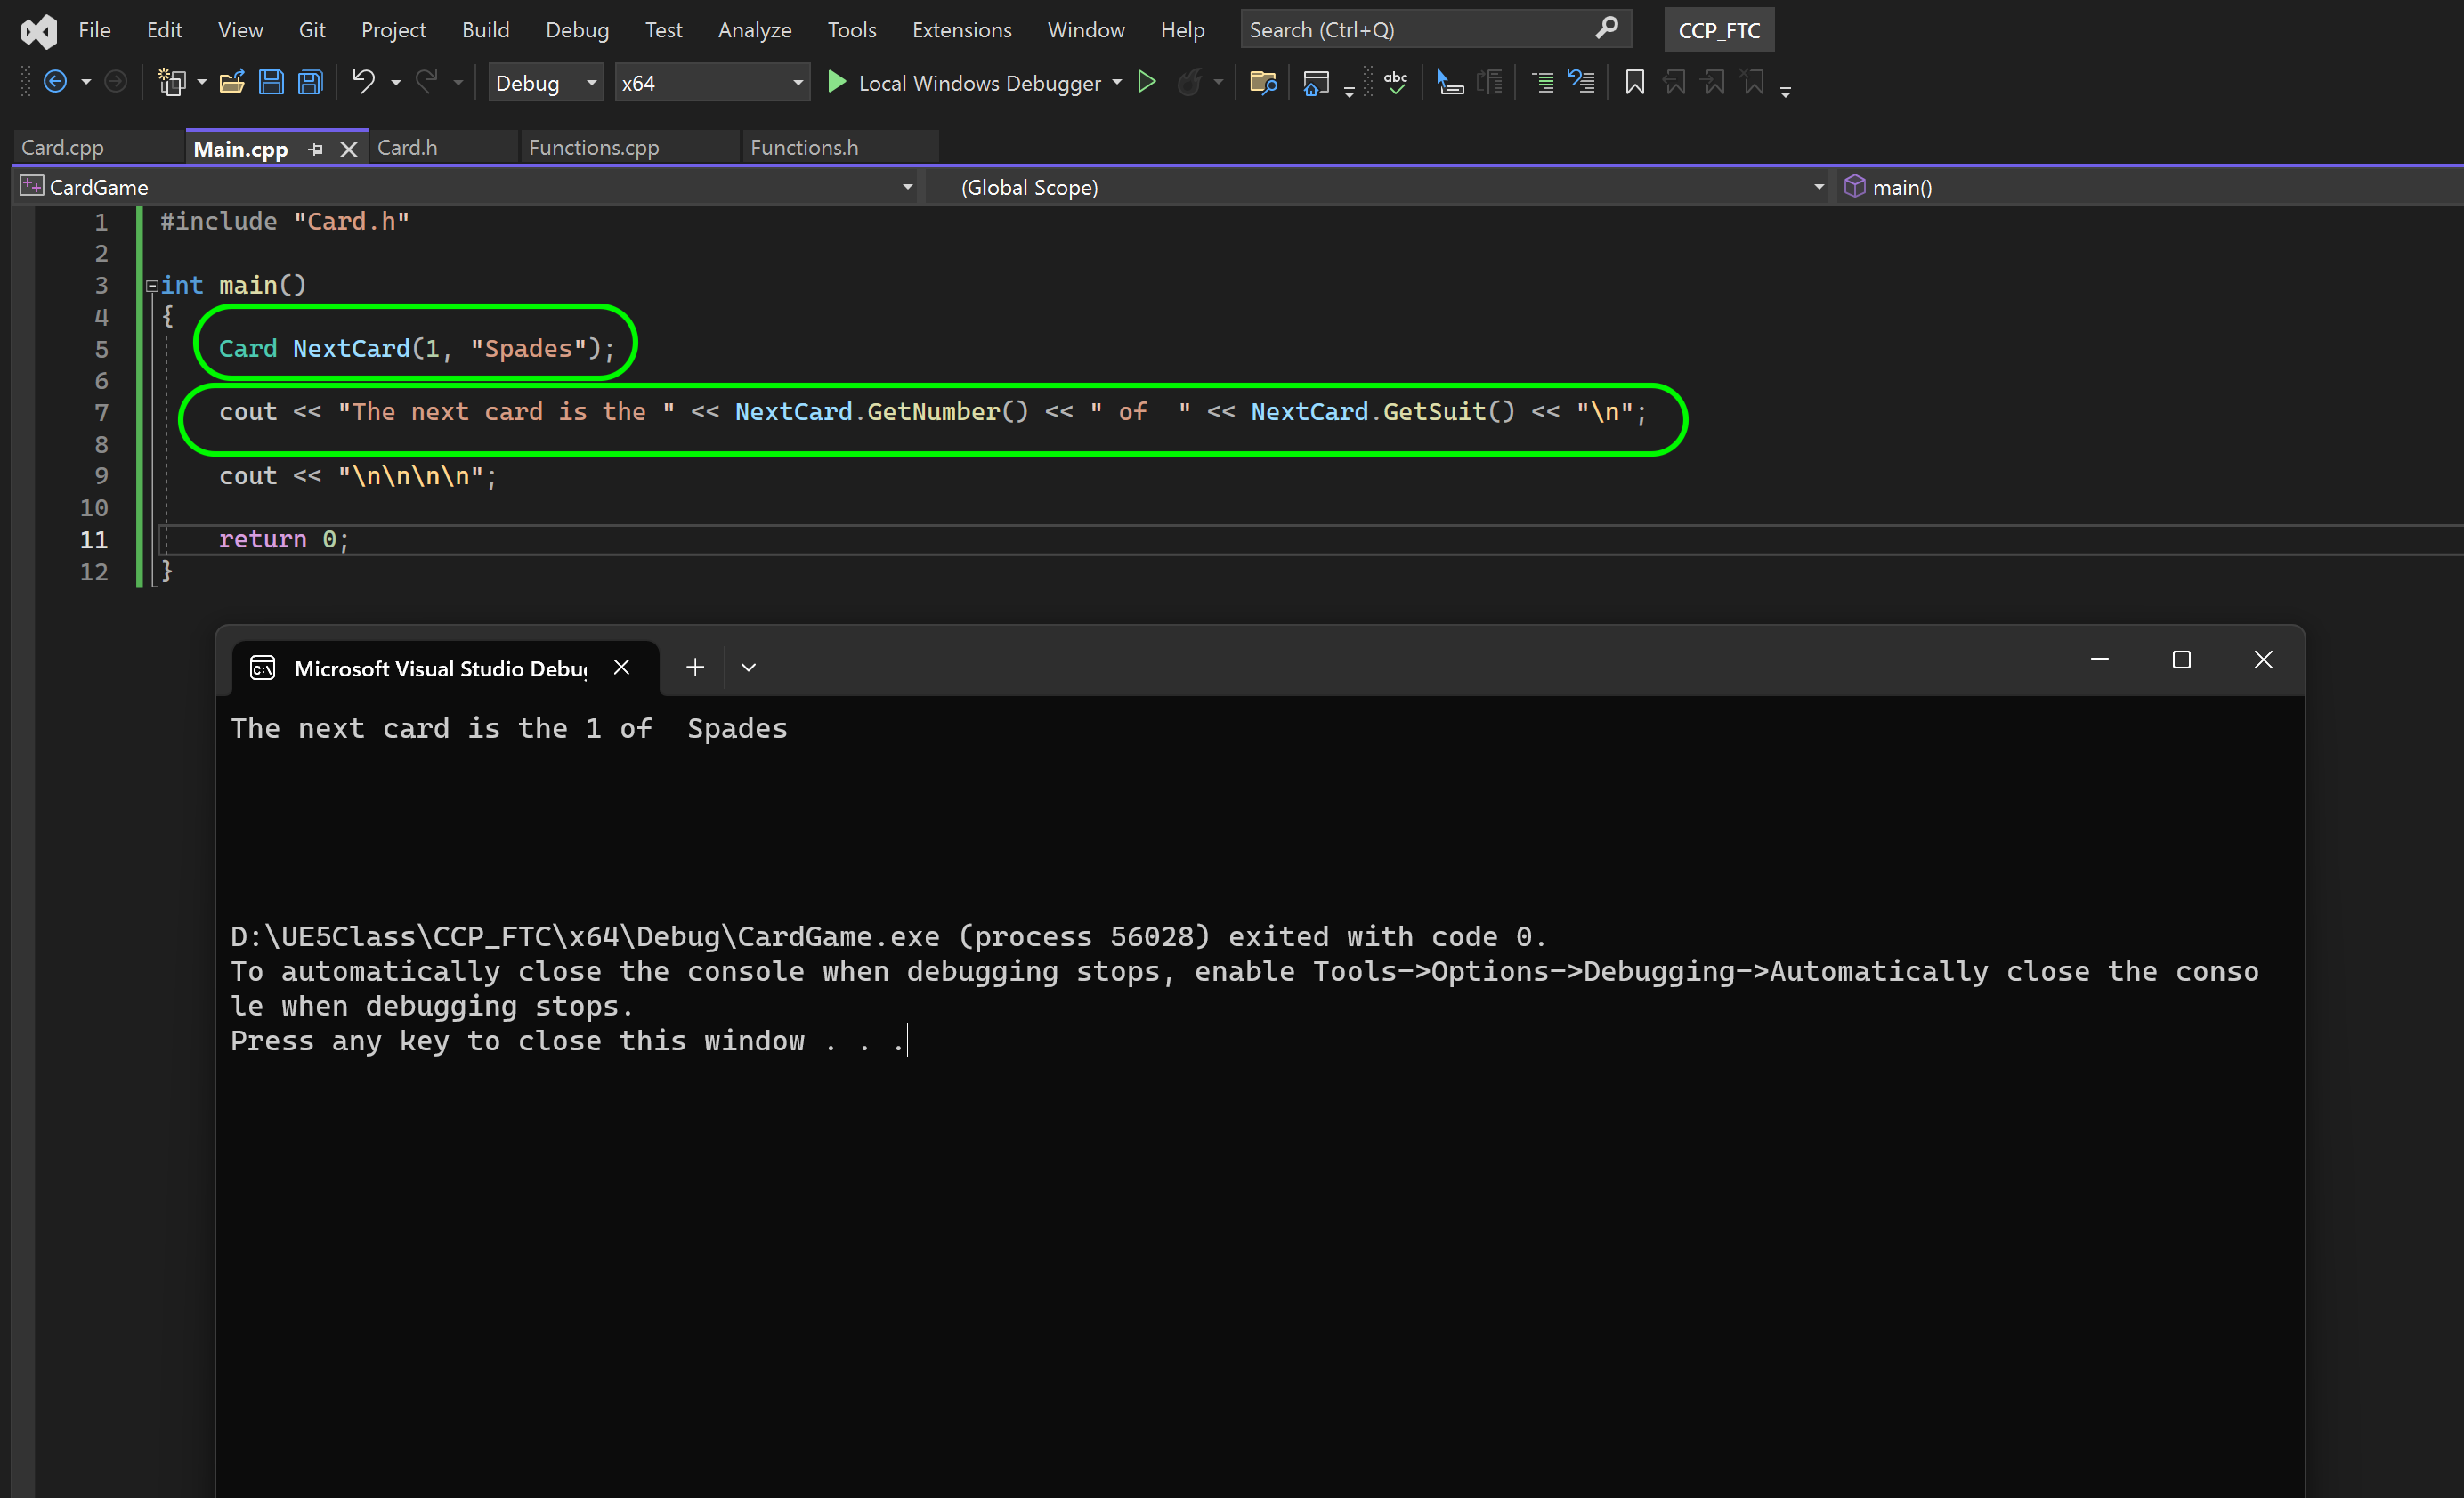 File Edit View Git Project Build Debug Test Analyze Tools Extensions Window Help Search (Ctrl+Q) CCP_FTC
Debug x64 Local Windows Debugger abc
Card.cpp Main.cpp Card.h Functions.cpp Functions.h
CardGame (Global Scope) main()
1 #include "Card.h"
2
3 int main()
4 {
5 Card NextCard(1, "Spades");
6
7 cout << "The next card is the " << NextCard.GetNumber() << " of  " << NextCard.GetSuit() << "\n";
8
9 cout << "\n\n\n\n";
10
11 return 0;
12 }
C:\ Microsoft Visual Studio Debu
The next card is the 1 of  Spades
D:\UE5Class\CCP_FTC\x64\Debug\CardGame.exe (process 56028) exited with code 0.
To automatically close the console when debugging stops, enable Tools->Options->Debugging->Automatically close the conso
le when debugging stops.
Press any key to close this window . . .